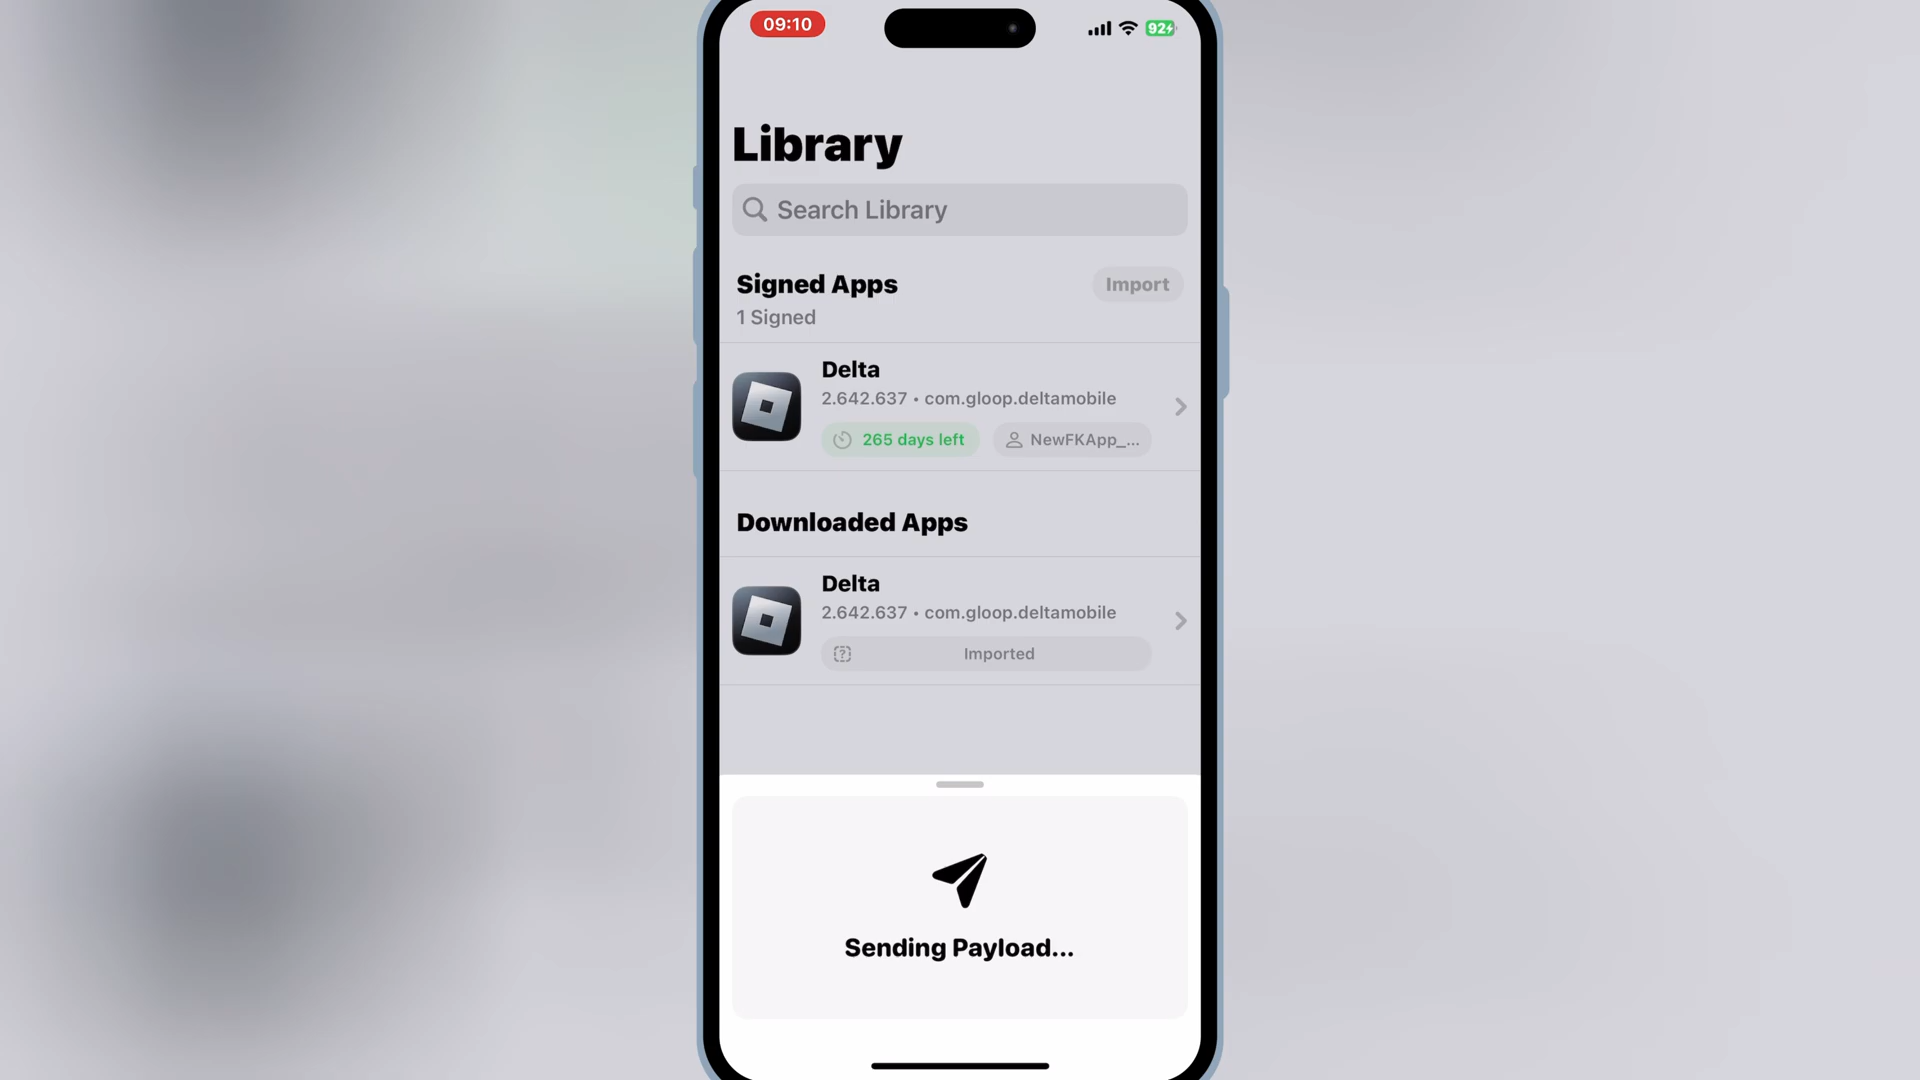 09:10
92
Library
Search Library
Signed Apps
Import
1 Signed
Delta
2.642.637 • com.gloop.deltamobile
265 days left
NewFKApp_...
Downloaded Apps
Delta
2.642.637 • com.gloop.deltamobile
Imported
Sending Payload...